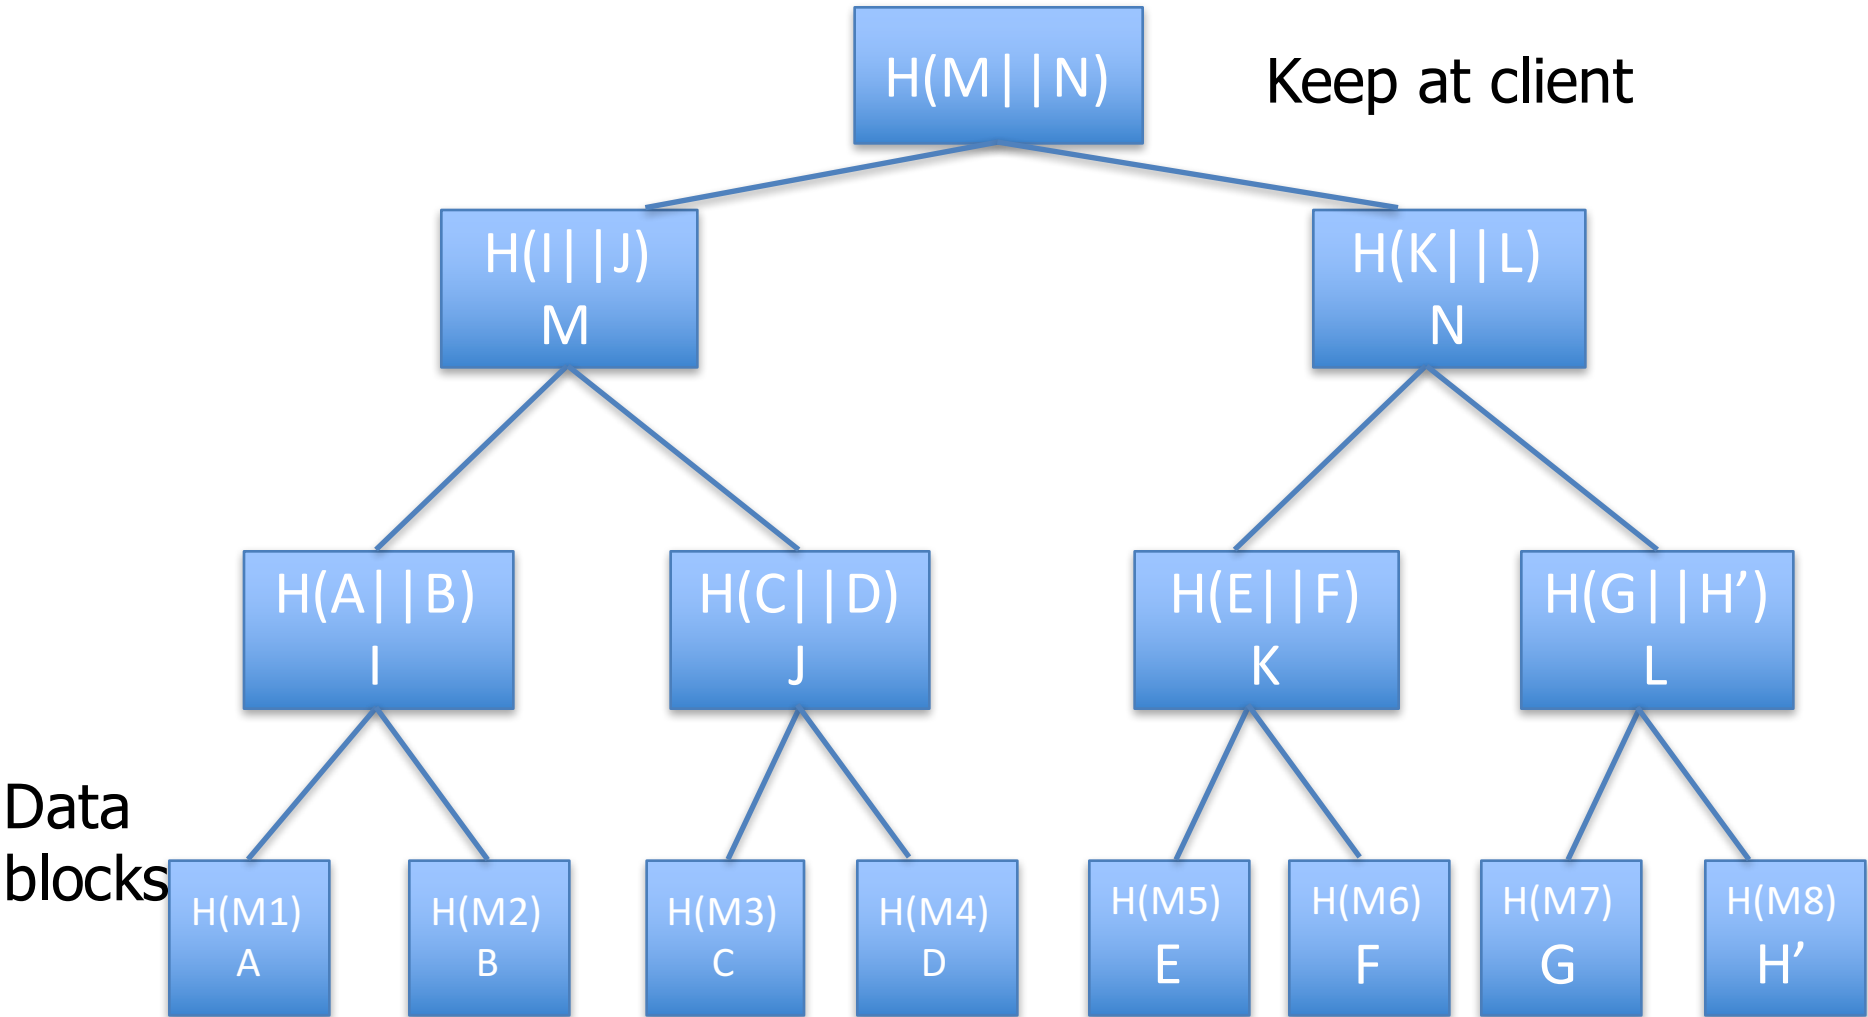 H(M||N)
Keep at client
H(I||J)
M
H(K||L)
N
H(A||B)
I
H(C||D)
J
H(E||F)
K
H(G||H’)
L
Data
blocks
H(M1)
A
H(M2)
B
H(M3)
C
H(M4)
D
H(M5)
E
H(M6)
F
H(M7)
G
H(M8)
H’